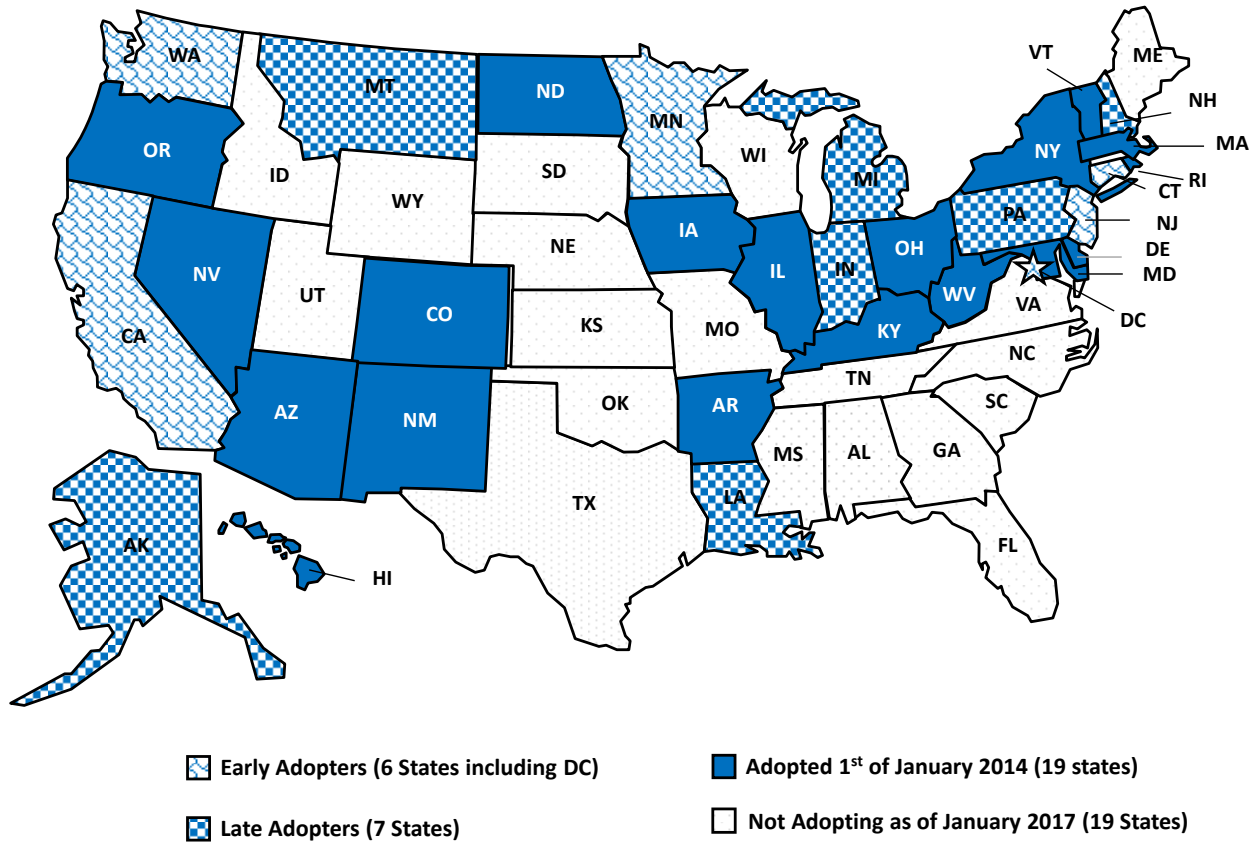 WA
MT
ND
MN
VT
ME
NH
OR
ID
SD
WI
MI
NY
MA
WY
RI
CT
IA
NE
PA
NJ
NV
UT
CO
IL
IN
OH
DE
MD
WV
VA
DC
CA
KS
MO
KY
NC
TN
AZ
NM
OK
AR
SC
MS
AL
GA
TX
LA
AK
HI
FL
Early Adopters (6 States including DC)
Adopted 1st of January 2014 (19 states)
Late Adopters (7 States)
Not Adopting as of January 2017 (19 States)